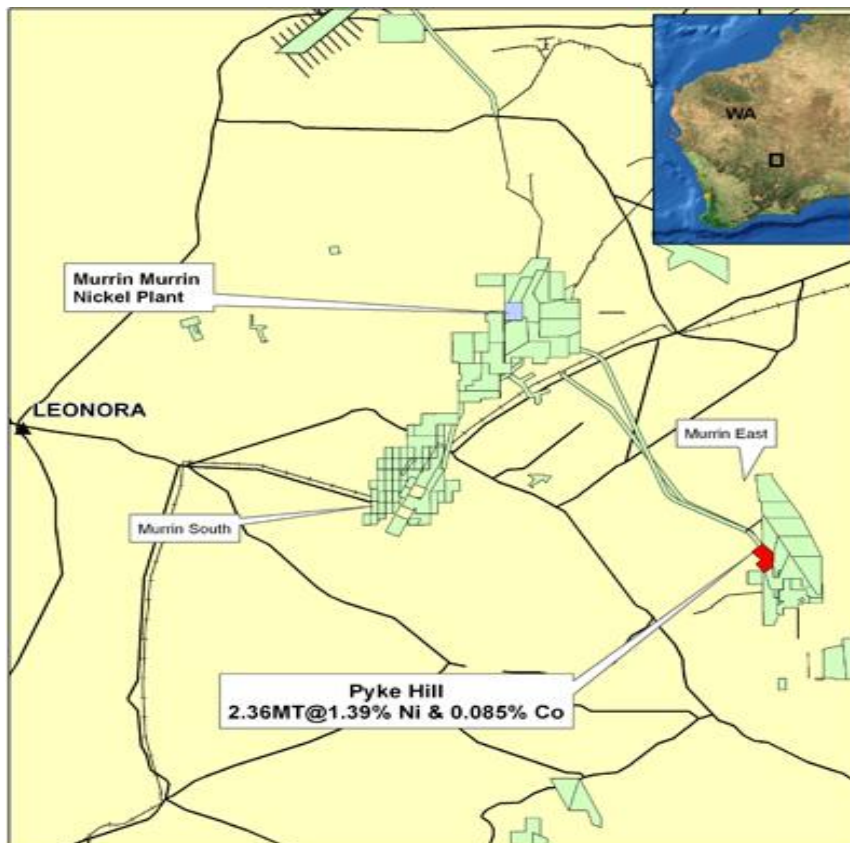 WA
Murrin Murrin
Nickel Plant
LEONORA
Murrin East
Murrin South
Pyke Hill
2.36MT@1.39% Ni & 0.085% Co